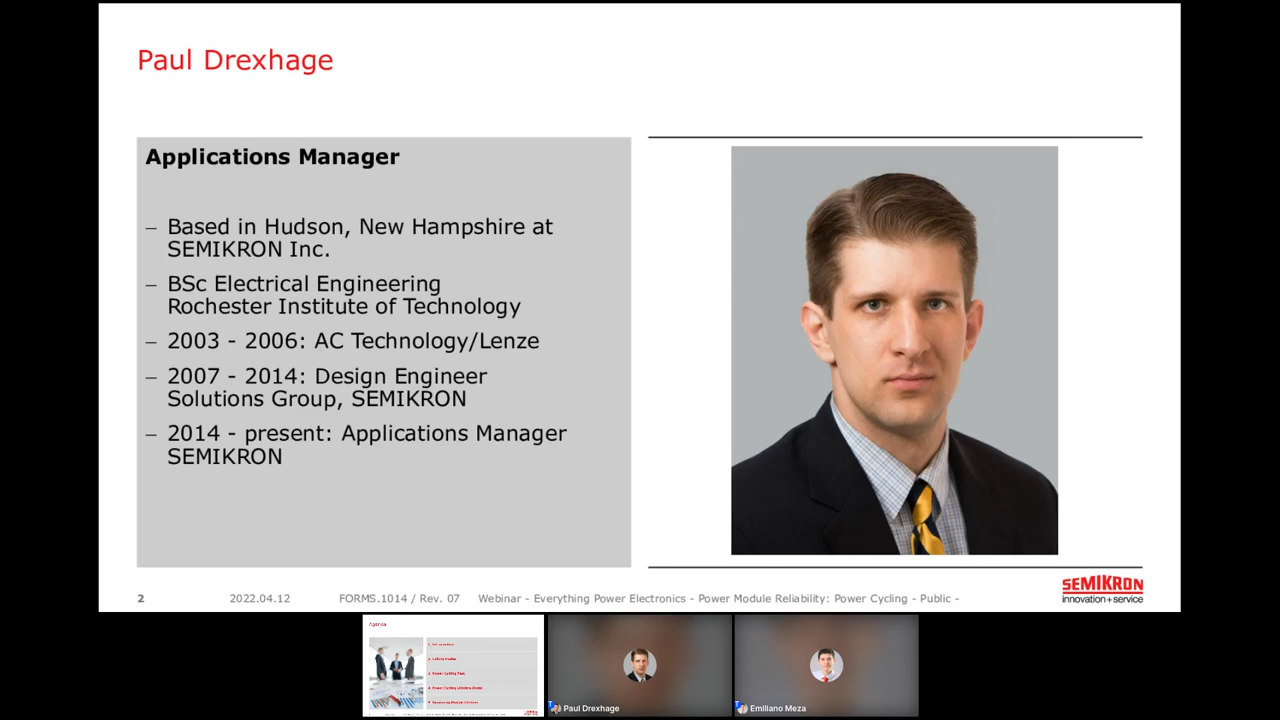 Paul Drexhage
Applications Manager
– Based in Hudson, New Hampshire at
SEMIKRON Inc.
– BSc Electrical Engineering
Rochester Institute of Technology
– 2003 - 2006: AC Technology/Lenze
– 2007 - 2014: Design Engineer
Solutions Group, SEMIKRON
– 2014 - present: Applications Manager
SEMIKRON
SEMIKRON
innovation+service
2 2022.04.12 FORMS.1014 / Rev. 07 Webinar - Everything Power Electronics - Power Module Reliability: Power Cycling - Public -
Agenda
Paul Drexhage
Emiliano Meza